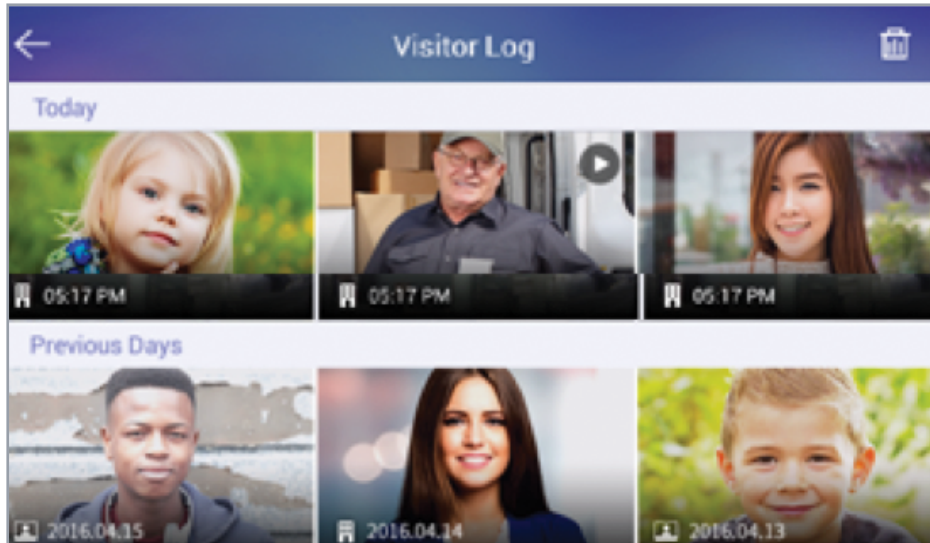 Visitor Log
Today
05:17 PM
05:17 PM
05:17 PM
Previous Days
2016.04.15
2016.04.14
2016.04.13